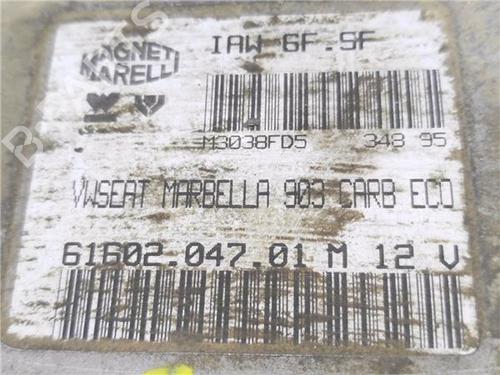 MAGNETI
MARELLI
IAW 6F.SF
M3038FD5 348 95
VWSEAT MARBELLA 903 CARB ECO
61602.047.01 M 12 V